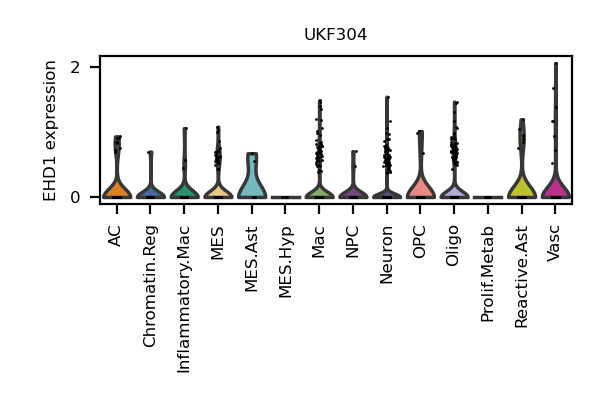 UKF304
EHD1 expression
2
0
AC
Chromatin.Reg
Inflammatory.Mac
MES
MES.Ast
MES.Hyp
Mac
NPC
Neuron
OPC
Oligo
Prolif.Metab
Reactive.Ast
Vasc